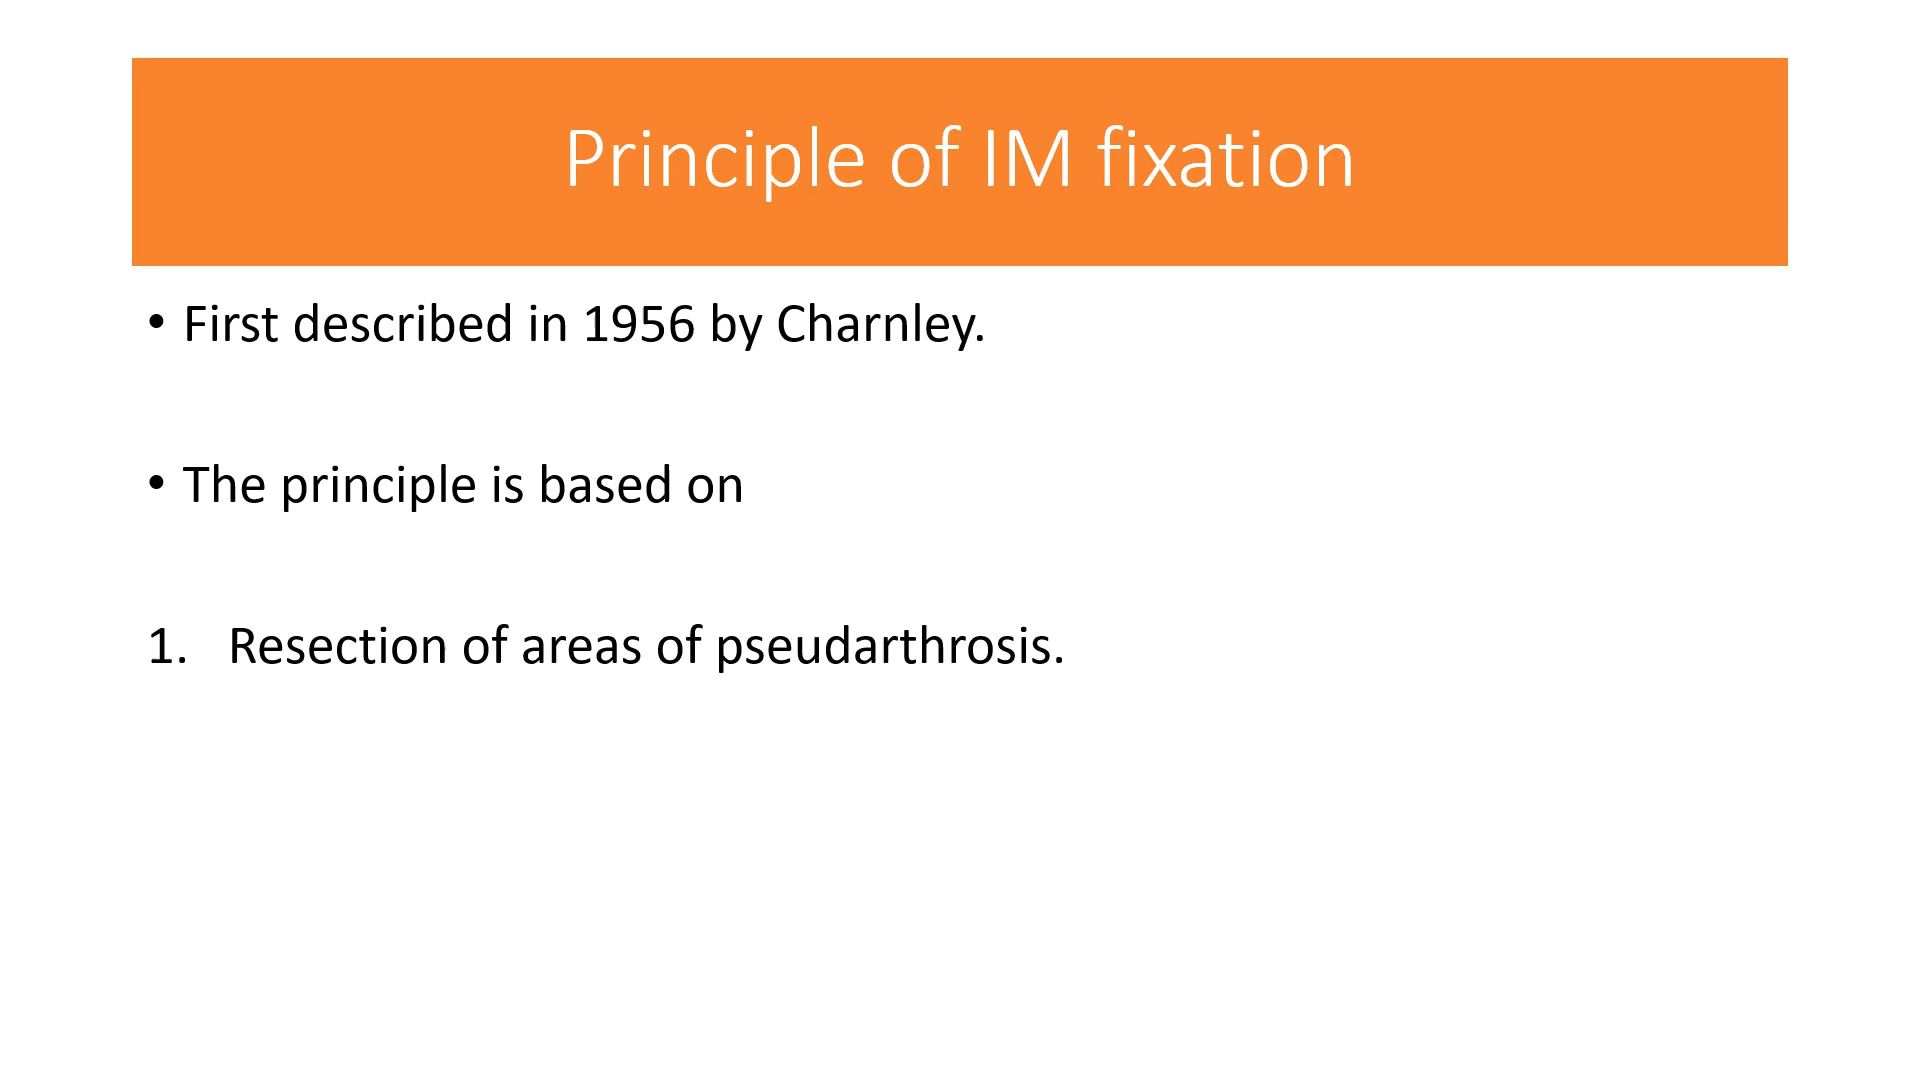 Principle of IM fixation
• First described in 1956 by Charnley.
• The principle is based on
1. Resection of areas of pseudarthrosis.